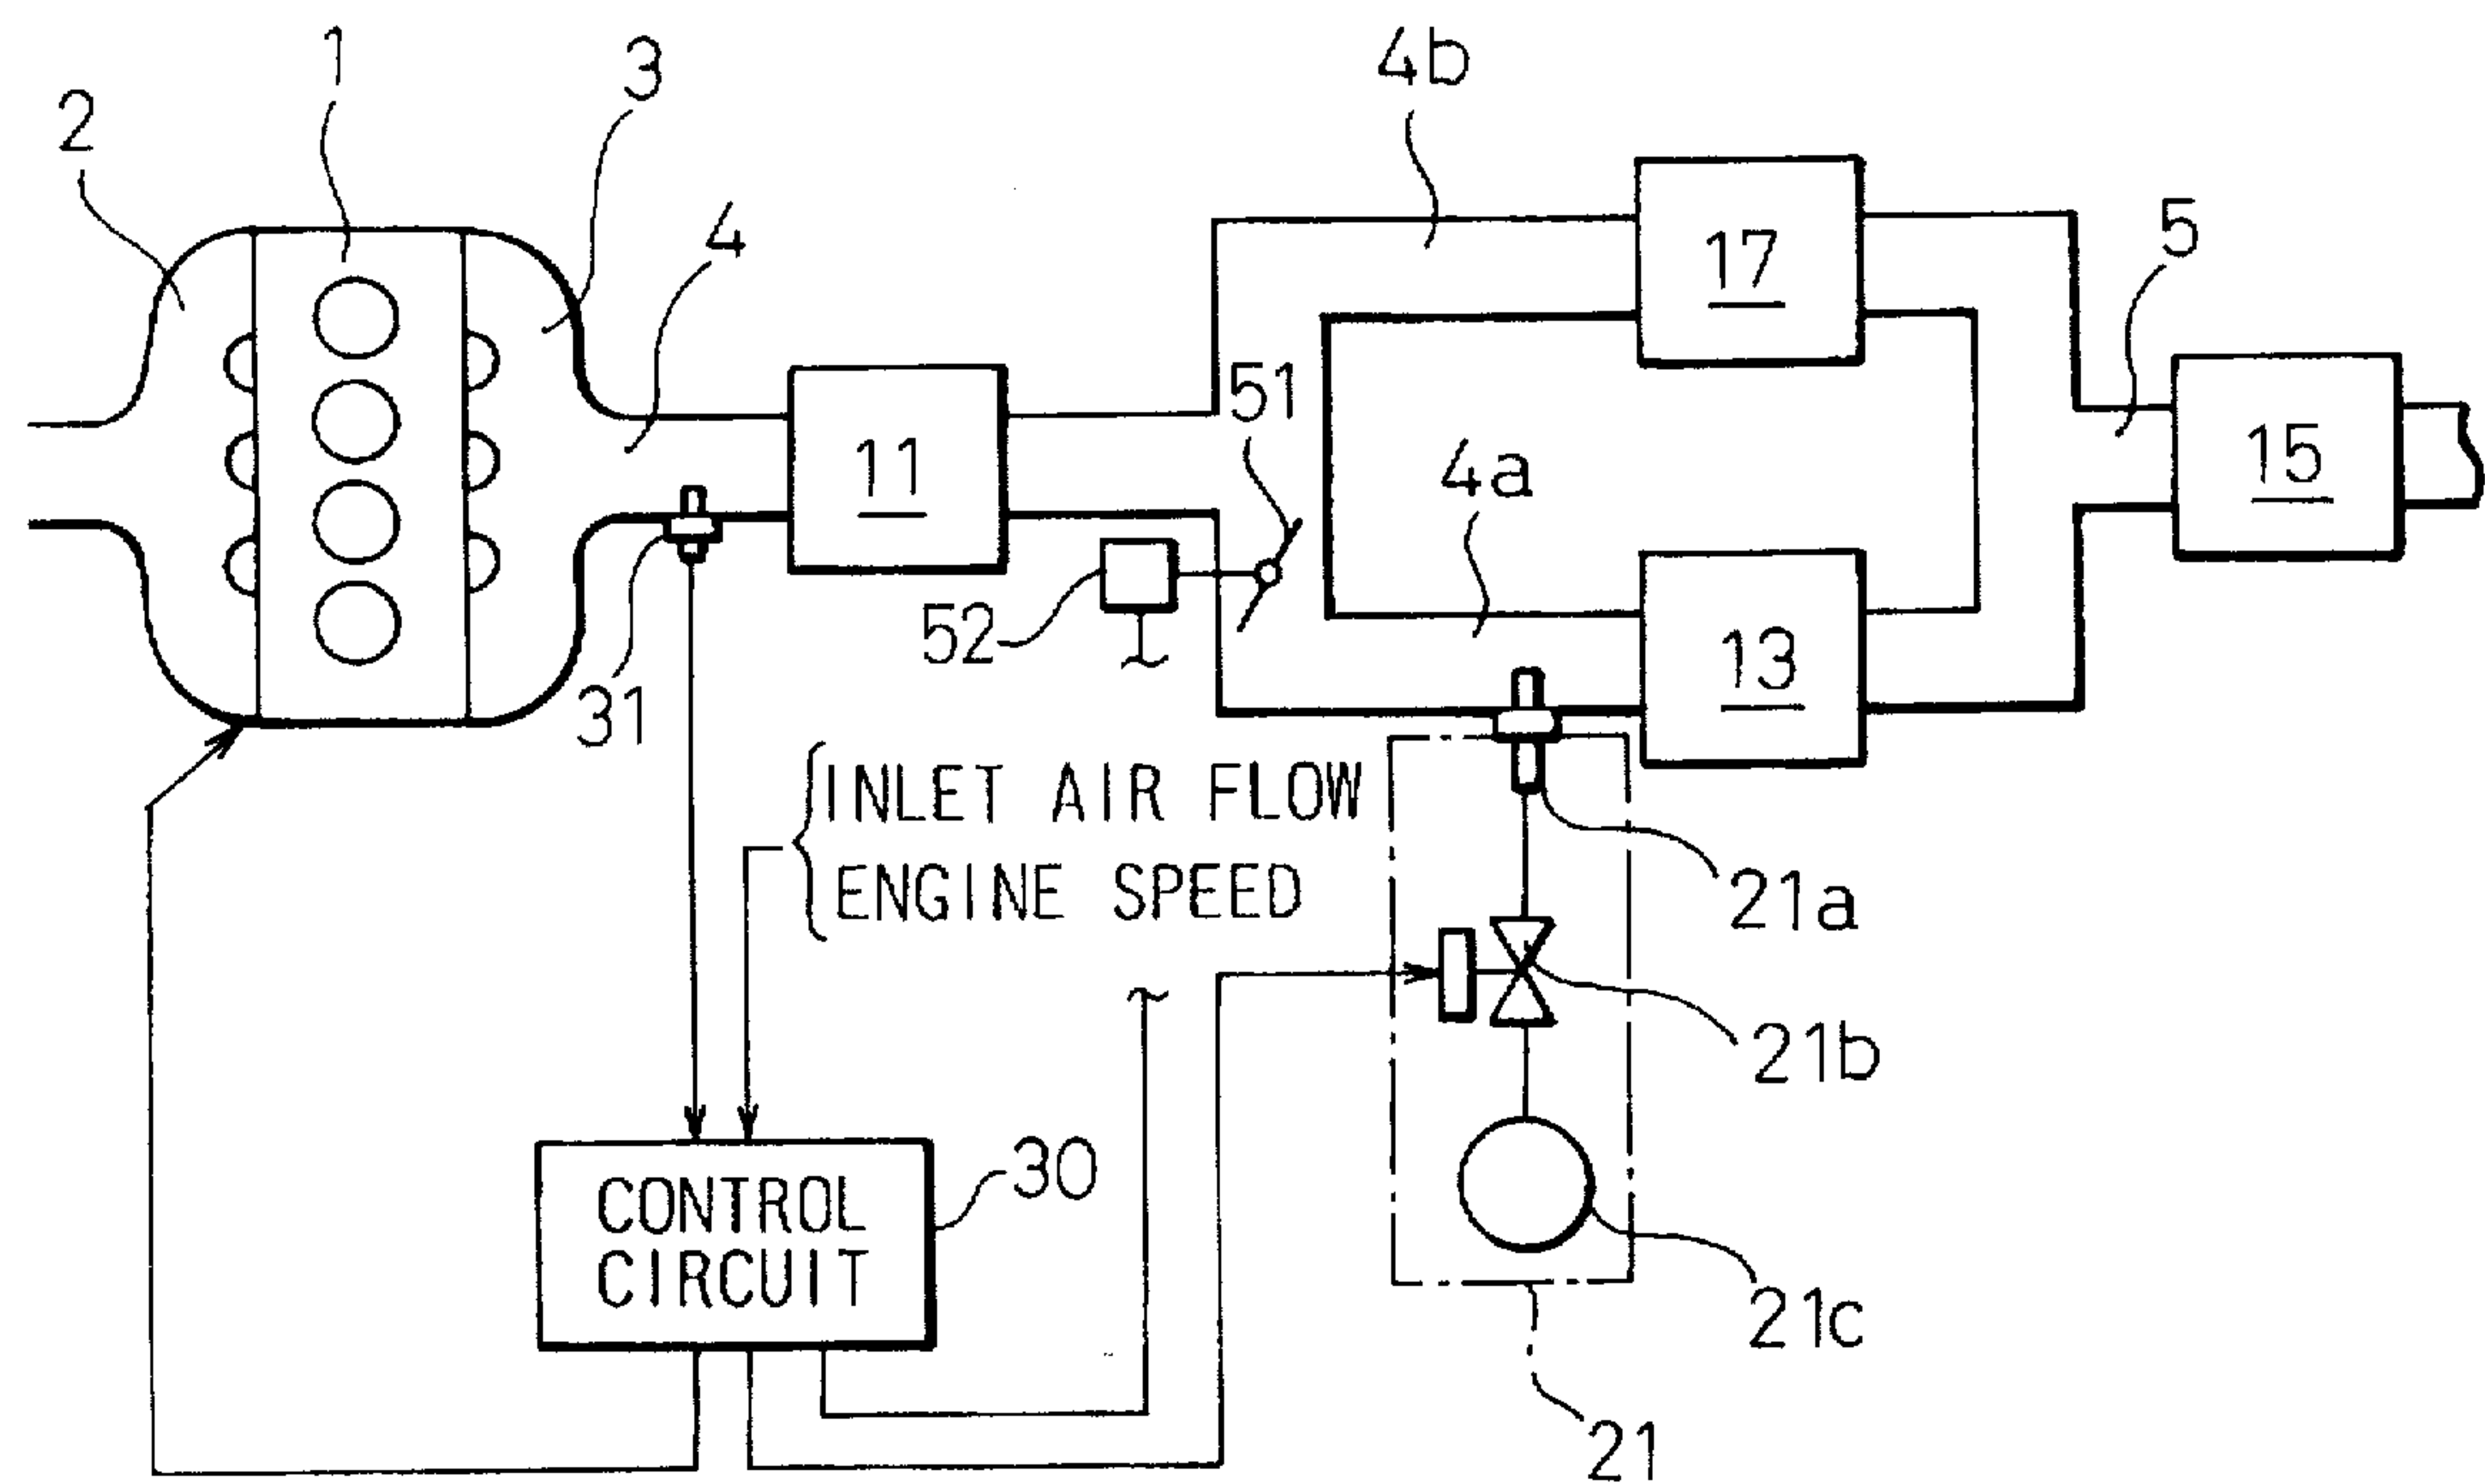 1
2
3
4
4b
17
5
51
11
4a
15
52
13
31
INLET AIR FLOW
ENGINE SPEED
21a
21b
30
CONTROL
CIRCUIT
21c
21